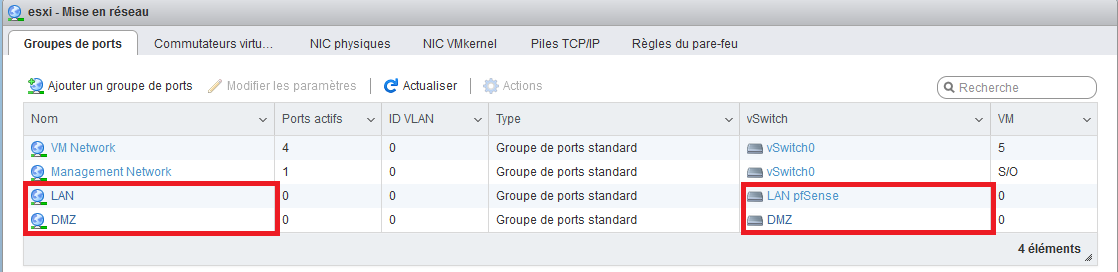 esxi - Mise en réseau
Groupes de ports Commutateurs virtu... NIC physiques NIC VMkernel Piles TCP/IP Règles du pare-feu
Ajouter un groupe de ports Modifier les paramètres Actualiser Actions Recherche
Nom Ports actifs ID VLAN Type vSwitch VM
VM Network 4 0 Groupe de ports standard vSwitch0 5
Management Network 1 0 Groupe de ports standard vSwitch0 S/O
LAN 0 0 Groupe de ports standard LAN pfSense 0
DMZ 0 0 Groupe de ports standard DMZ 0
4 éléments